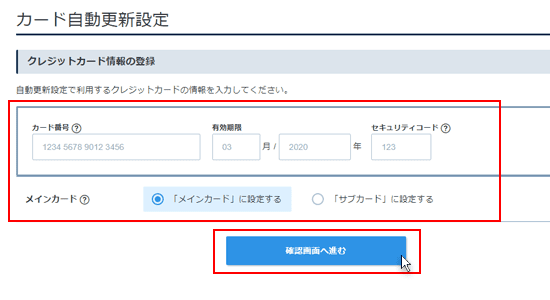 カード自動更新設定
クレジットカード情報の登録
自動更新設定で利用するクレジットカードの情報を入力してください。
カード番号 ? 有効期限 セキュリティコード ?
1234 5678 9012 3456 03 月 / 2020 年 123
メインカード ? 「メインカード」に設定する 「サブカード」に設定する
確認画面へ進む